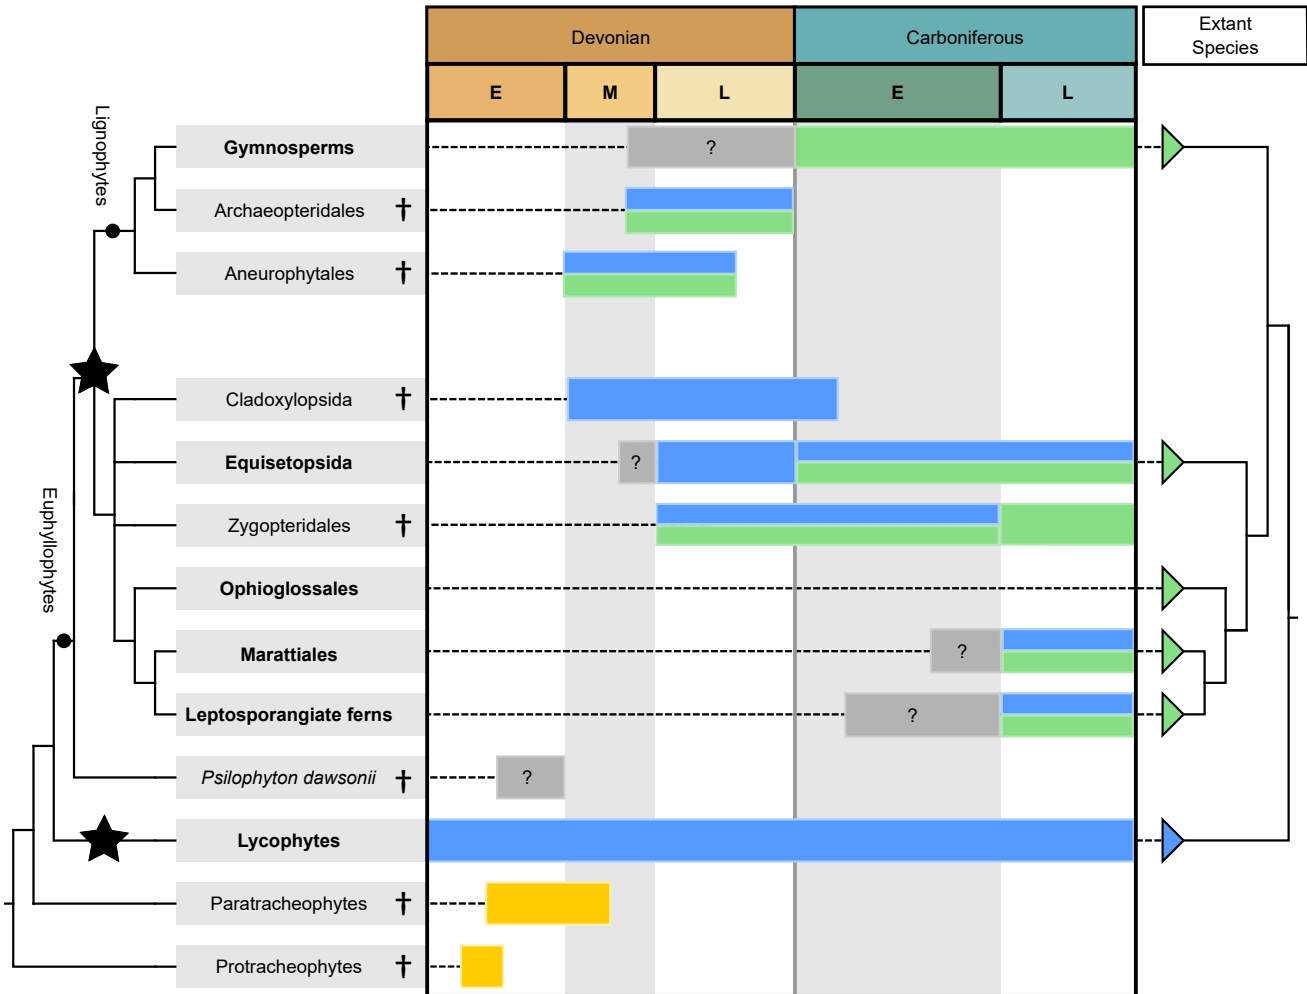 Devonian
Carboniferous
Extant
Species
E
M
L
E
L
Lignophytes
Gymnosperms
?
Archaeopteridales †
Aneurophytales †
Cladoxylopsida †
Equisetopsida
?
Zygopteridales †
Euphyllophytes
Ophioglossales
Marattiales
?
Leptosporangiate ferns
?
Psilophyton dawsonii †
?
Lycophytes
Paratracheophytes †
Protracheophytes †